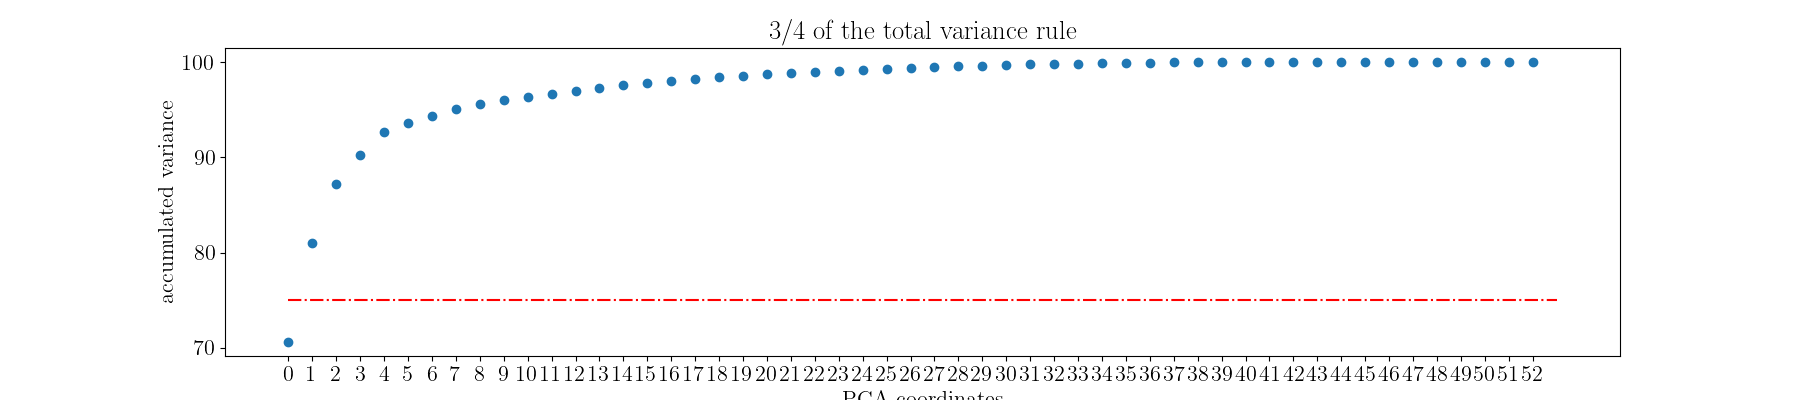 3/4 of the total variance rule
100
90
80
70
accumulated variance
0 1 2 3 4 5 6 7 8 9 10 11 12 13 14 15 16 17 18 19 20 21 22 23 24 25 26 27 28 29 30 31 32 33 34 35 36 37 38 39 40 41 42 43 44 45 46 47 48 49 50 51 52
PCA coordinates